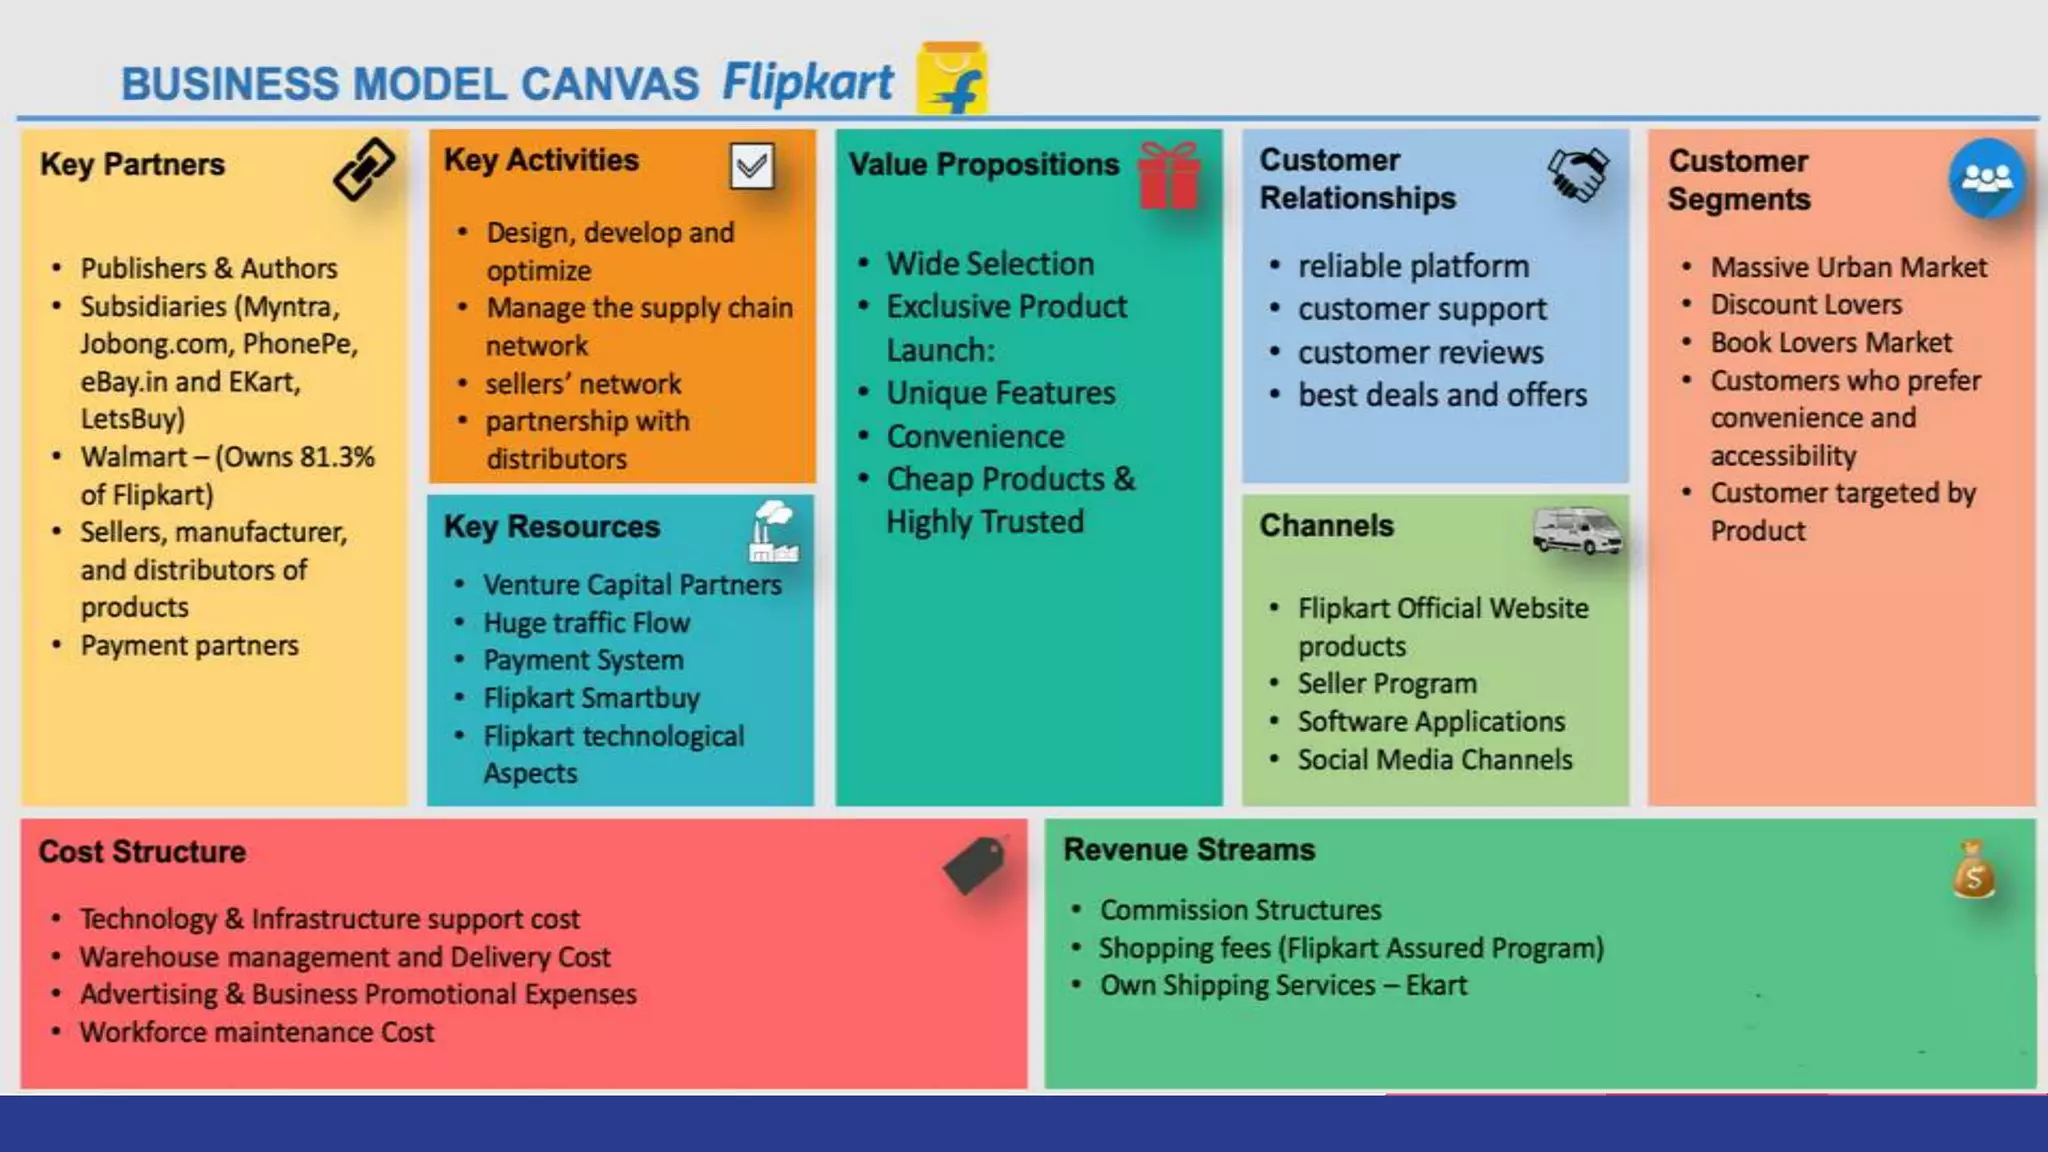 BUSINESS MODEL CANVAS Flipkart
f
Key Partners
• Publishers & Authors
• Subsidiaries (Myntra,
Jobong.com, PhonePe,
eBay.in and EKart,
LetsBuy)
• Walmart – (Owns 81.3%
of Flipkart)
• Sellers, manufacturer,
and distributors of
products
• Payment partners
Key Activities
• Design, develop and
optimize
• Manage the supply chain
network
• sellers’ network
• partnership with
distributors
Key Resources
• Venture Capital Partners
• Huge traffic Flow
• Payment System
• Flipkart Smartbuy
• Flipkart technological
Aspects
Value Propositions
• Wide Selection
• Exclusive Product
Launch:
• Unique Features
• Convenience
• Cheap Products &
Highly Trusted
Customer
Relationships
• reliable platform
• customer support
• customer reviews
• best deals and offers
Channels
• Flipkart Official Website
products
• Seller Program
• Software Applications
• Social Media Channels
Customer
Segments
• Massive Urban Market
• Discount Lovers
• Book Lovers Market
• Customers who prefer
convenience and
accessibility
• Customer targeted by
Product
Cost Structure
• Technology & Infrastructure support cost
• Warehouse management and Delivery Cost
• Advertising & Business Promotional Expenses
• Workforce maintenance Cost
Revenue Streams
$
• Commission Structures
• Shopping fees (Flipkart Assured Program)
• Own Shipping Services – Ekart